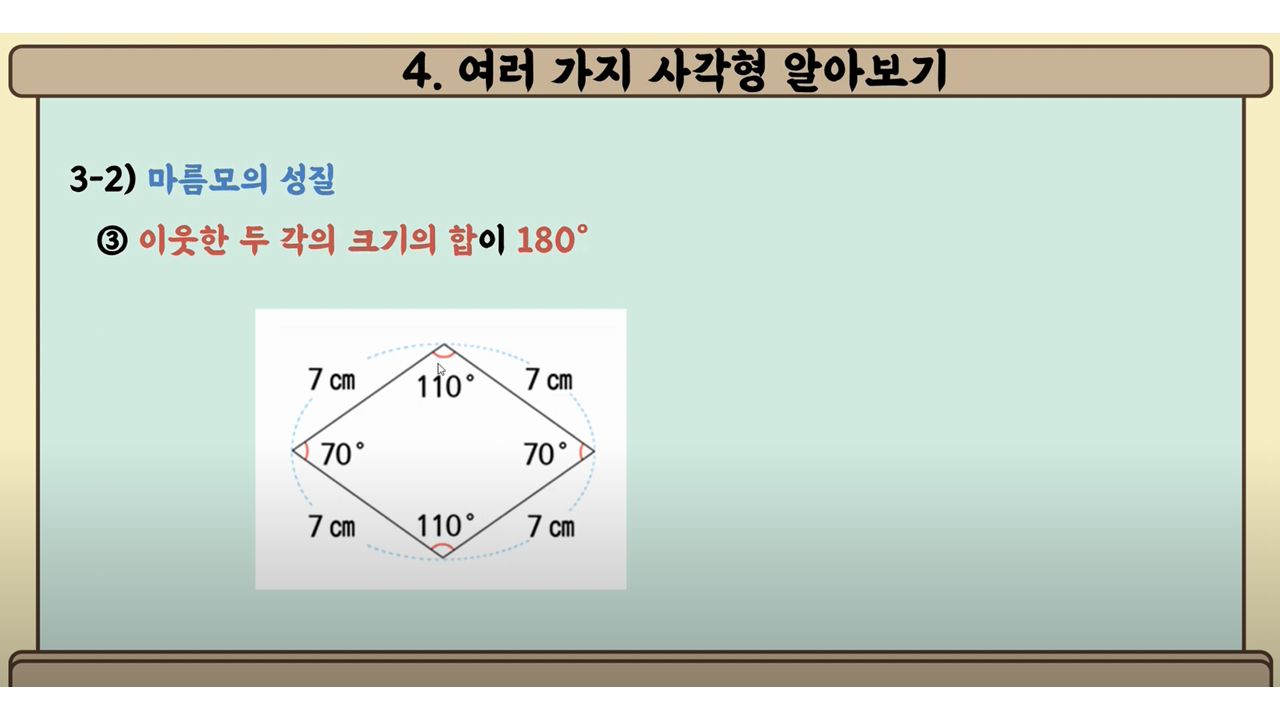 4. 여러 가지 사각형 알아보기
3-2) 마름모의 성질
③ 이웃한 두 각의 크기의 합이 180°
7 cm
7 cm
110°
70°
70°
110°
7 cm
7 cm